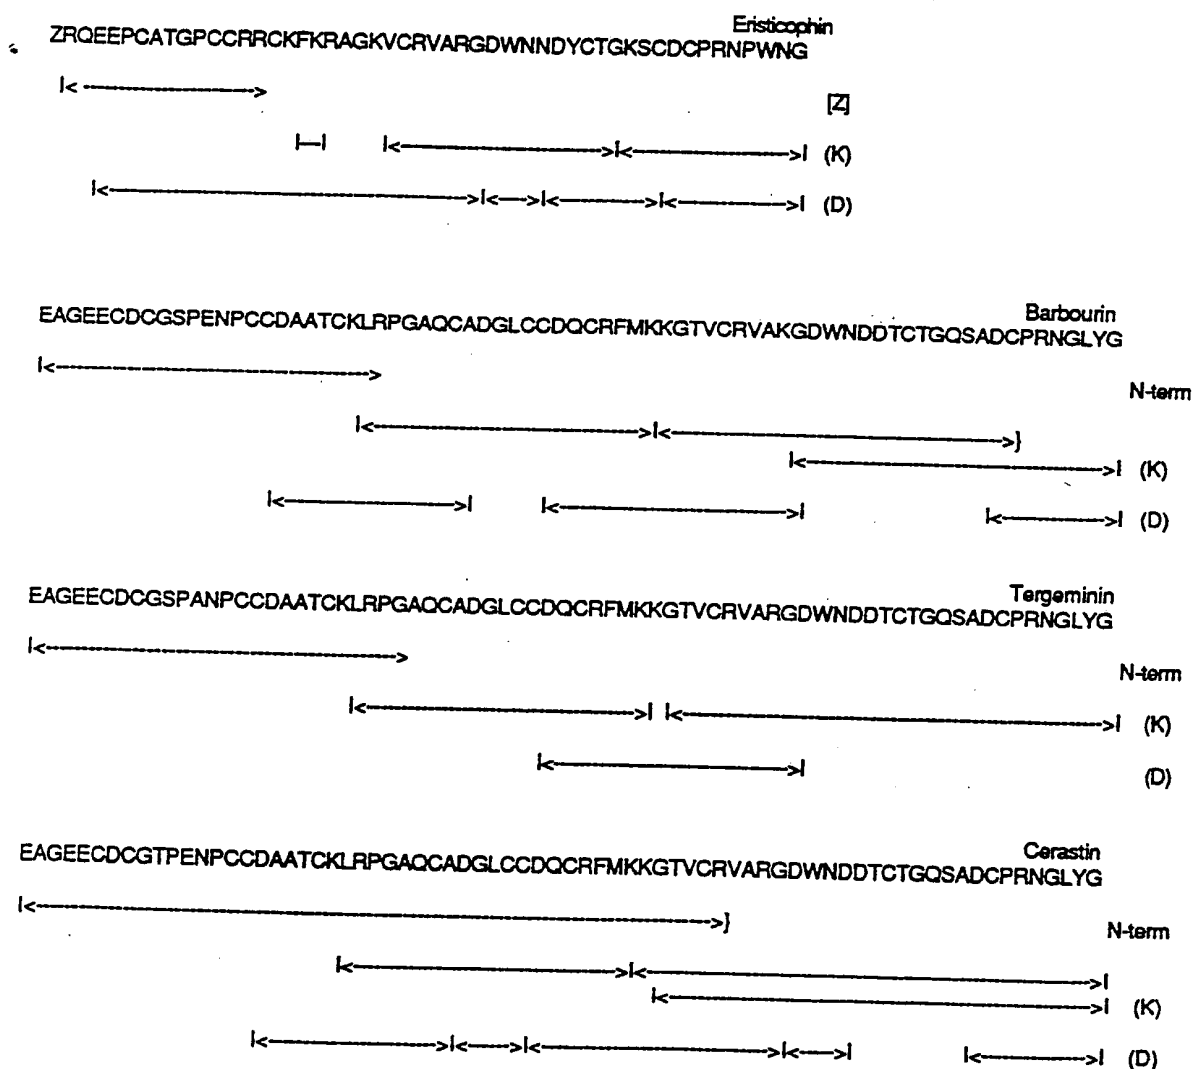 Eristicophin
ZRQEEPCATGPCCRRCKFKRAGKVCRVARGDWNNDYCTGKSCDCPRNPWNG
[Z]
(K)
(D)
Barbourin
EAGEECDCGSPENPCCDAATCKLRPGAQCADGLCCDQCRFMKKGTVCRVAKGDWNDDTCTGQSADCPRNGLYG
N-term
(K)
(D)
Tergeminin
EAGEECDCGSPANPCCDAATCKLRPGAQCADGLCCDQCRFMKKGTVCRVARGDWNDDTCTGQSADCPRNGLYG
N-term
(K)
(D)
Cerastin
EAGEECDCGTPENPCCDAATCKLRPGAQCADGLCCDQCRFMKKGTVCRVARGDWNDDTCTGQSADCPRNGLYG
N-term
(K)
(D)